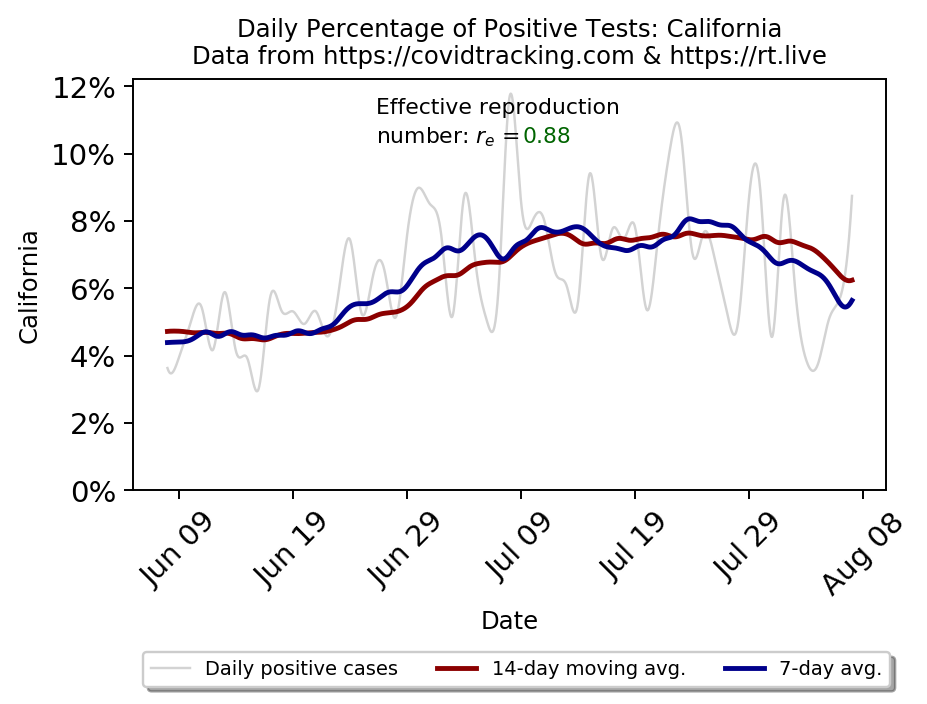 Daily Percentage of Positive Tests: California
Data from https://covidtracking.com & https://rt.live
12%
10%
8%
6%
4%
2%
0%
California
Effective reproduction
number: rₑ =0.88
Jun 09
Jun 19
Jun 29
Jul 09
Jul 19
Jul 29
Aug 08
Date
Daily positive cases
14-day moving avg.
7-day avg.